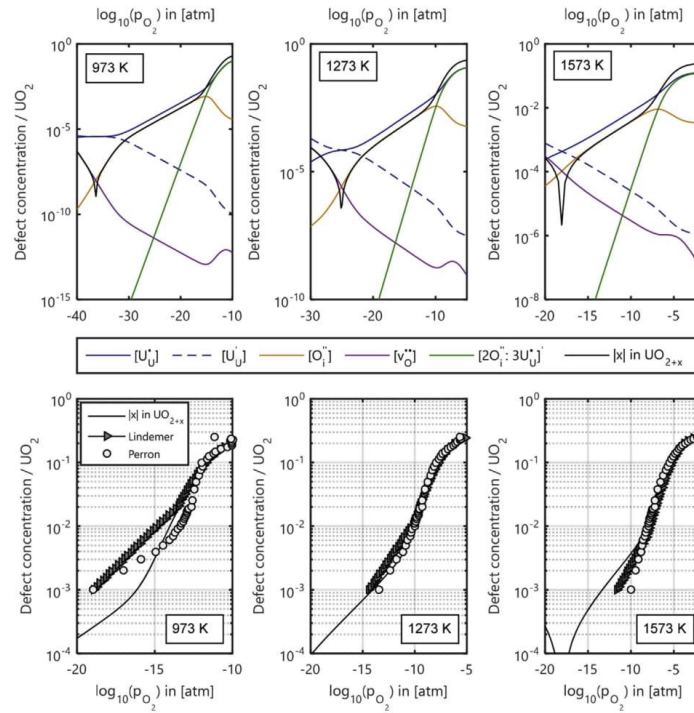 log10(pO2) in [atm]
log10(pO2) in [atm]
log10(pO2) in [atm]
Defect concentration / UO2
10^0
10^-5
10^-10
10^-15
973 K
-40
-30
-20
-10
Defect concentration / UO2
10^0
10^-5
10^-10
1273 K
-30
-20
-10
Defect concentration / UO2
10^0
10^-2
10^-4
10^-6
10^-8
1573 K
-20
-15
-10
-5
[U_U^•] [U_U^'] [O_i^''] [v_O^••] [2O_i^'': 3U_U^•]^' |x| in UO2+x
Defect concentration / UO2
10^0
10^-1
10^-2
10^-3
10^-4
|x| in UO2+x
Lindemer
Perron
973 K
-20
-15
-10
log10(pO2) in [atm]
Defect concentration / UO2
10^0
10^-1
10^-2
10^-3
10^-4
1273 K
-20
-15
-10
-5
log10(pO2) in [atm]
Defect concentration / UO2
10^0
10^-1
10^-2
10^-3
10^-4
1573 K
-20
-15
-10
-5
log10(pO2) in [atm]